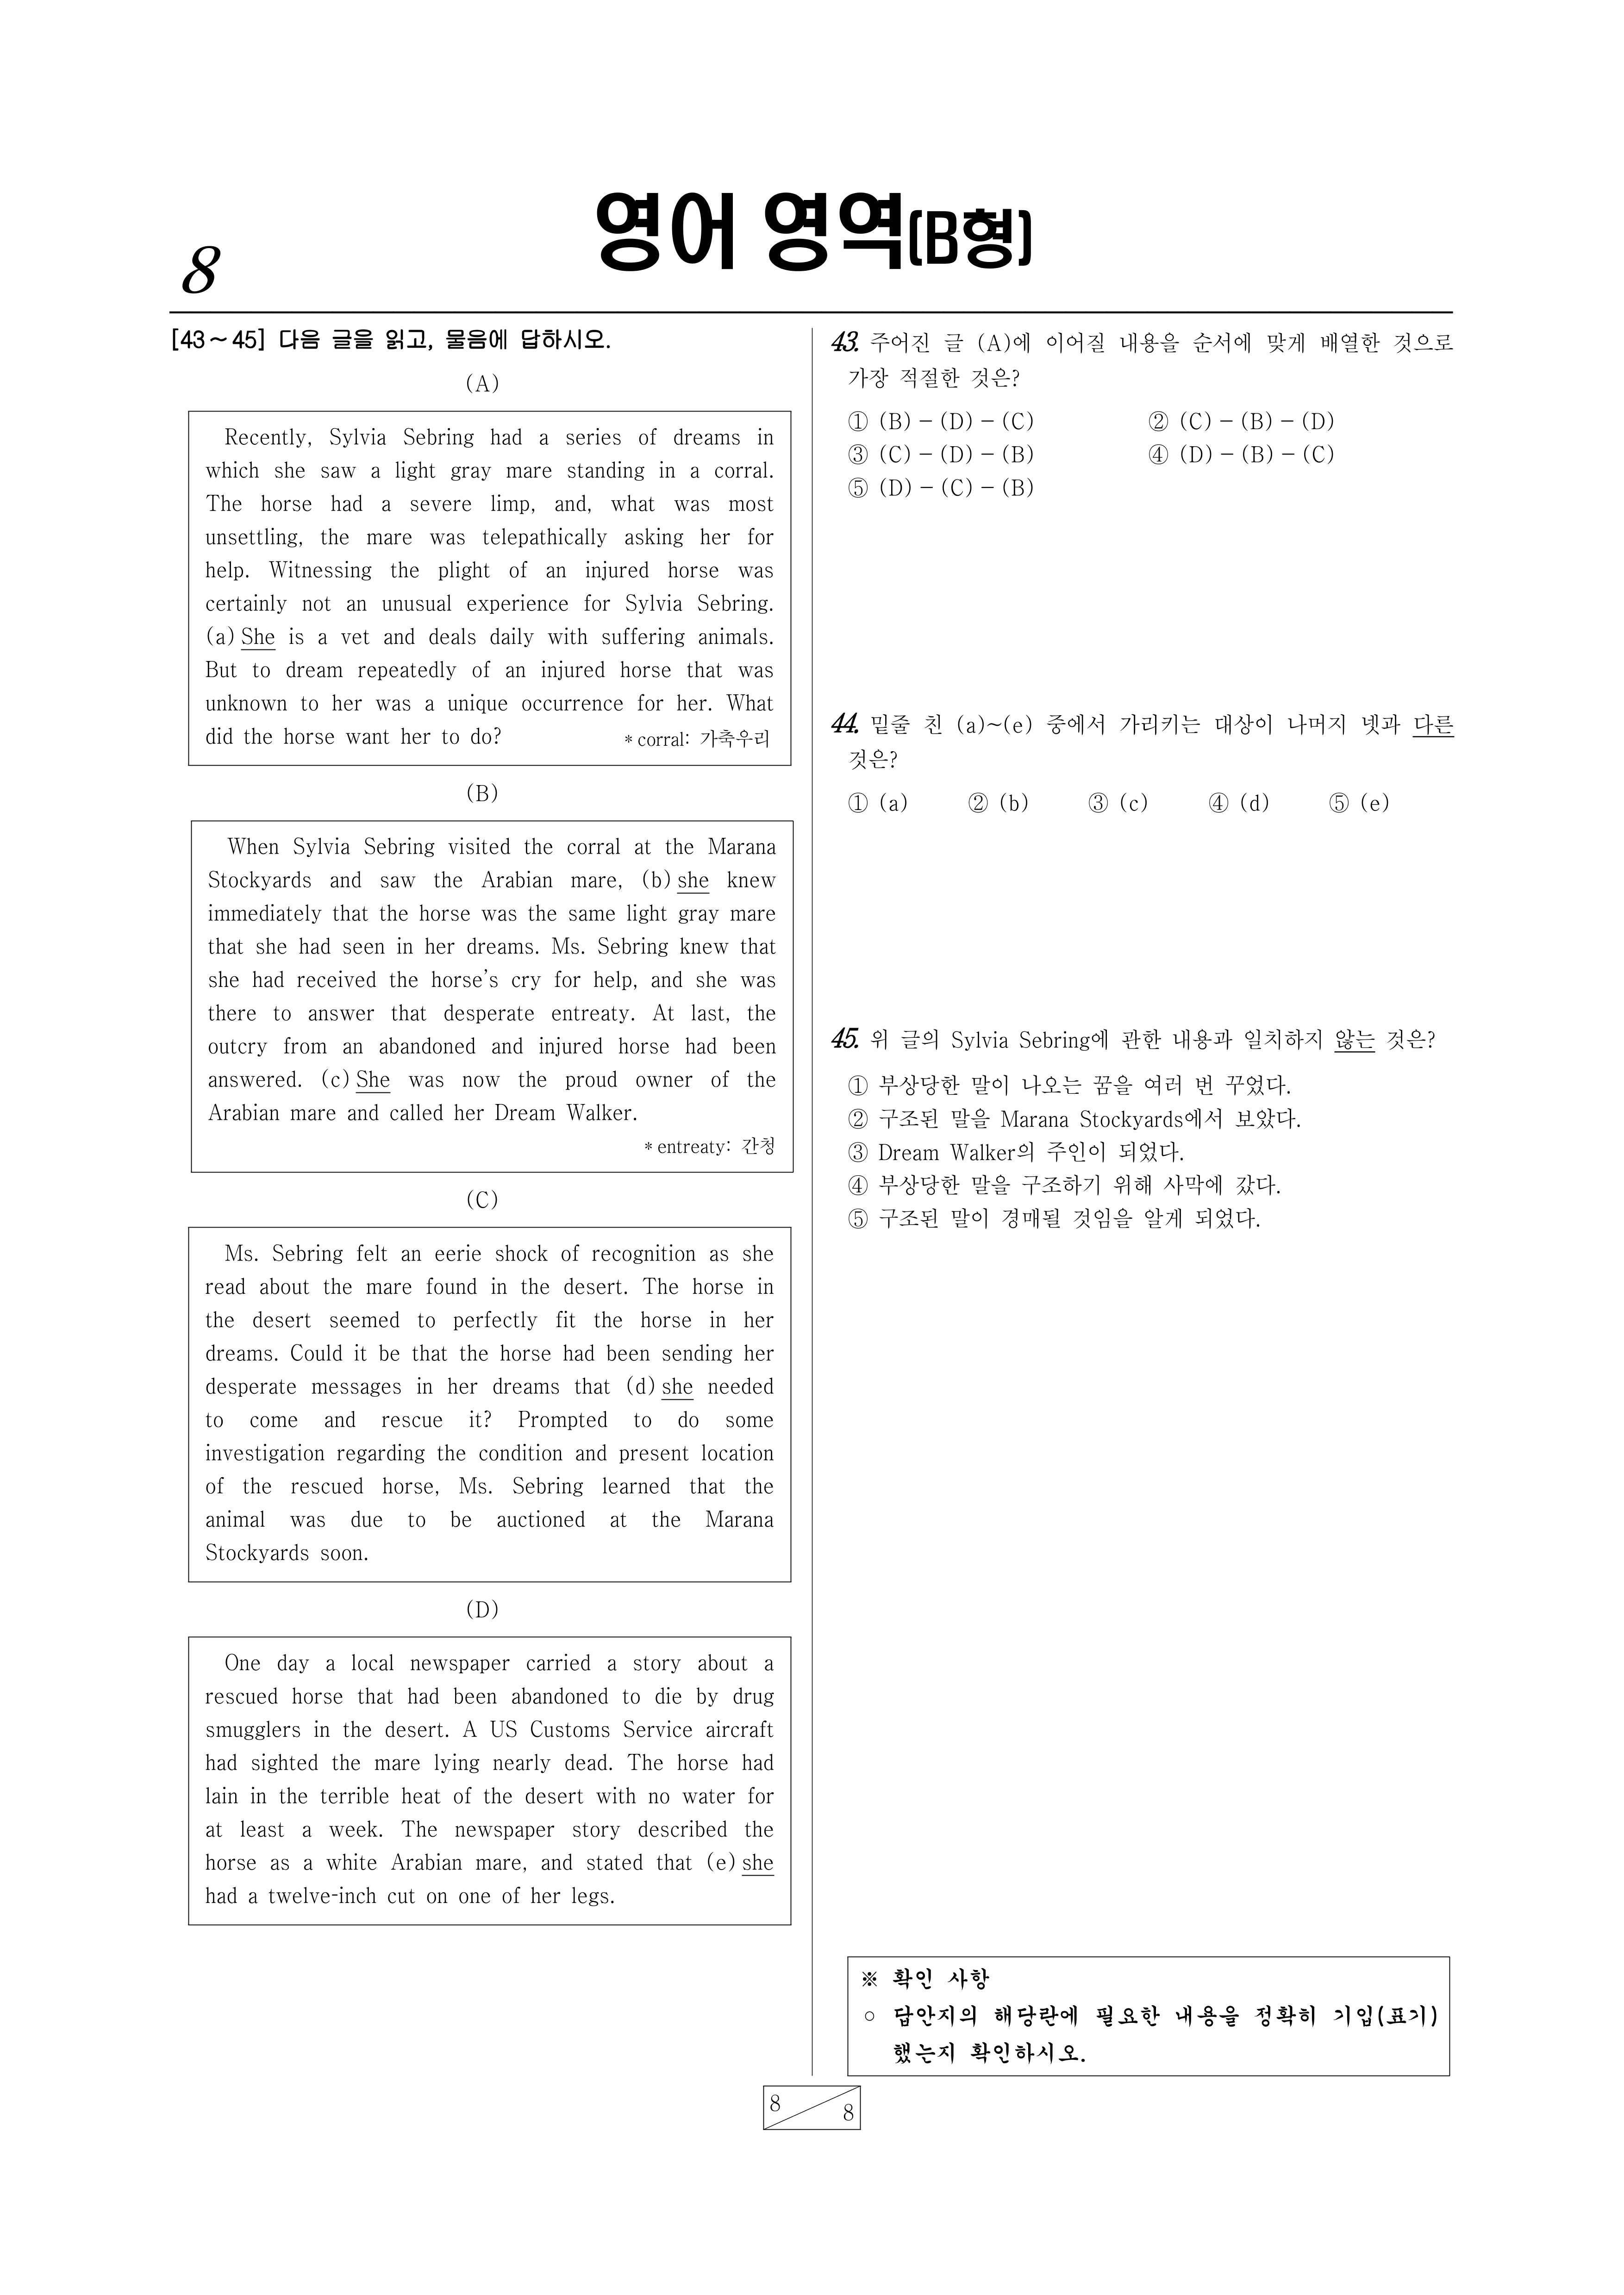 8
영어 영역(B형)
[43～45] 다음 글을 읽고, 물음에 답하시오.
(A)
Recently, Sylvia Sebring had a series of dreams in
which she saw a light gray mare standing in a corral.
The horse had a severe limp, and, what was most
unsettling, the mare was telepathically asking her for
help. Witnessing the plight of an injured horse was
certainly not an unusual experience for Sylvia Sebring.
(a) She is a vet and deals daily with suffering animals.
But to dream repeatedly of an injured horse that was
unknown to her was a unique occurrence for her. What
did the horse want her to do?
* corral: 가축우리
(B)
When Sylvia Sebring visited the corral at the Marana
Stockyards and saw the Arabian mare, (b) she knew
immediately that the horse was the same light gray mare
that she had seen in her dreams. Ms. Sebring knew that
she had received the horse's cry for help, and she was
there to answer that desperate entreaty. At last, the
outcry from an abandoned and injured horse had been
answered. (c) She was now the proud owner of the
Arabian mare and called her Dream Walker.
* entreaty: 간청
(C)
Ms. Sebring felt an eerie shock of recognition as she
read about the mare found in the desert. The horse in
the desert seemed to perfectly fit the horse in her
dreams. Could it be that the horse had been sending her
desperate messages in her dreams that (d) she needed
to come and rescue it? Prompted to do some
investigation regarding the condition and present location
of the rescued horse, Ms. Sebring learned that the
animal was due to be auctioned at the Marana
Stockyards soon.
(D)
One day a local newspaper carried a story about a
rescued horse that had been abandoned to die by drug
smugglers in the desert. A US Customs Service aircraft
had sighted the mare lying nearly dead. The horse had
lain in the terrible heat of the desert with no water for
at least a week. The newspaper story described the
horse as a white Arabian mare, and stated that (e) she
had a twelve-inch cut on one of her legs.
43. 주어진 글 (A)에 이어질 내용을 순서에 맞게 배열한 것으로
가장 적절한 것은?
① (B) － (D) － (C) ② (C) － (B) － (D)
③ (C) － (D) － (B) ④ (D) － (B) － (C)
⑤ (D) － (C) － (B)
44. 밑줄 친 (a)~(e) 중에서 가리키는 대상이 나머지 넷과 다른
것은?
① (a) ② (b) ③ (c) ④ (d) ⑤ (e)
45. 위 글의 Sylvia Sebring에 관한 내용과 일치하지 않는 것은?
① 부상당한 말이 나오는 꿈을 여러 번 꾸었다.
② 구조된 말을 Marana Stockyards에서 보았다.
③ Dream Walker의 주인이 되었다.
④ 부상당한 말을 구조하기 위해 사막에 갔다.
⑤ 구조된 말이 경매될 것임을 알게 되었다.
※ 확인 사항
○ 답안지의 해당란에 필요한 내용을 정확히 기입(표기)
했는지 확인하시오.
8
8